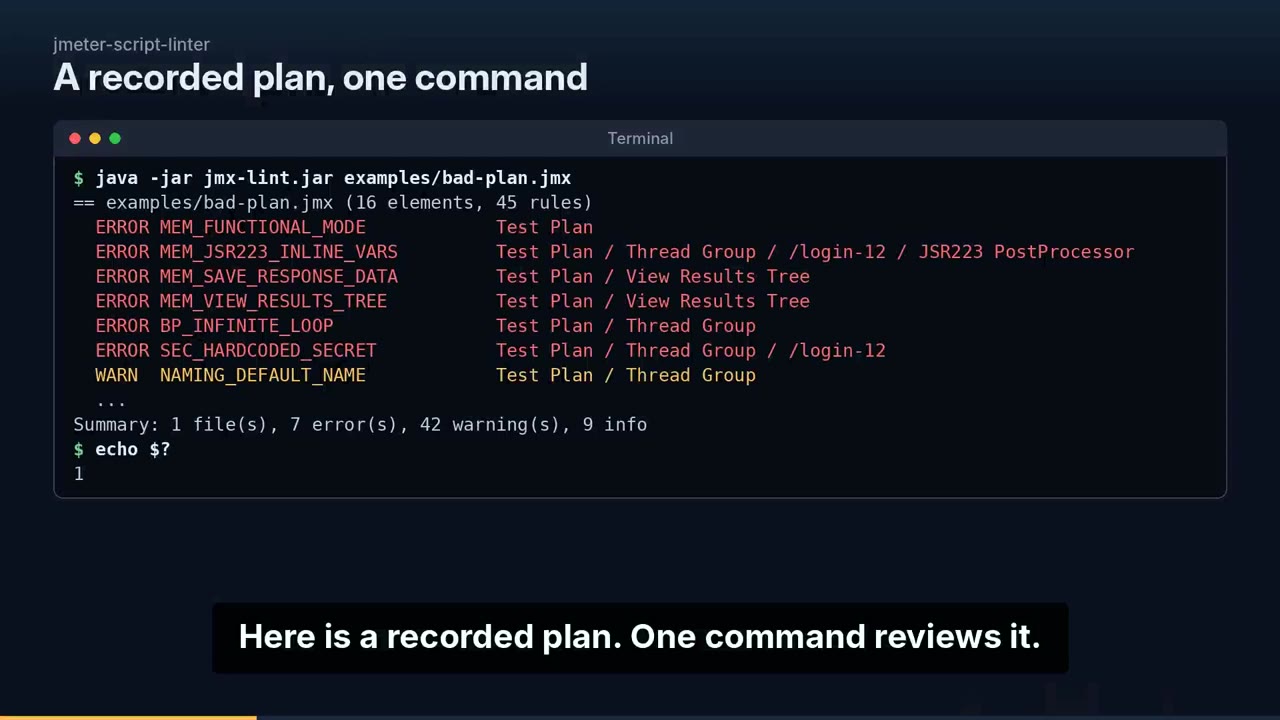 jmeter-script-linter
A recorded plan, one command
Terminal
$ java -jar jmx-lint.jar examples/bad-plan.jmx
== examples/bad-plan.jmx (16 elements, 45 rules)
ERROR MEM_FUNCTIONAL_MODE Test Plan
ERROR MEM_JSR223_INLINE_VARS Test Plan / Thread Group / /login-12 / JSR223 PostProcessor
ERROR MEM_SAVE_RESPONSE_DATA Test Plan / View Results Tree
ERROR MEM_VIEW_RESULTS_TREE Test Plan / View Results Tree
ERROR BP_INFINITE_LOOP Test Plan / Thread Group
ERROR SEC_HARDCODED_SECRET Test Plan / Thread Group / /login-12
WARN NAMING_DEFAULT_NAME Test Plan / Thread Group
...
Summary: 1 file(s), 7 error(s), 42 warning(s), 9 info
$ echo $?
1
Here is a recorded plan. One command reviews it.